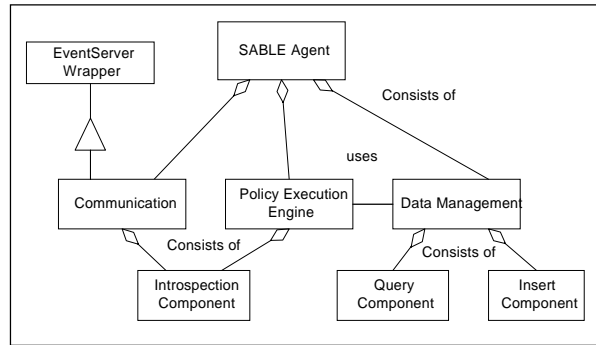 EventServer
Wrapper
SABLE Agent
Consists of
uses
Communication
Policy Execution
Engine
Data Management
Consists of
Consists of
Introspection
Component
Query
Component
Insert
Component